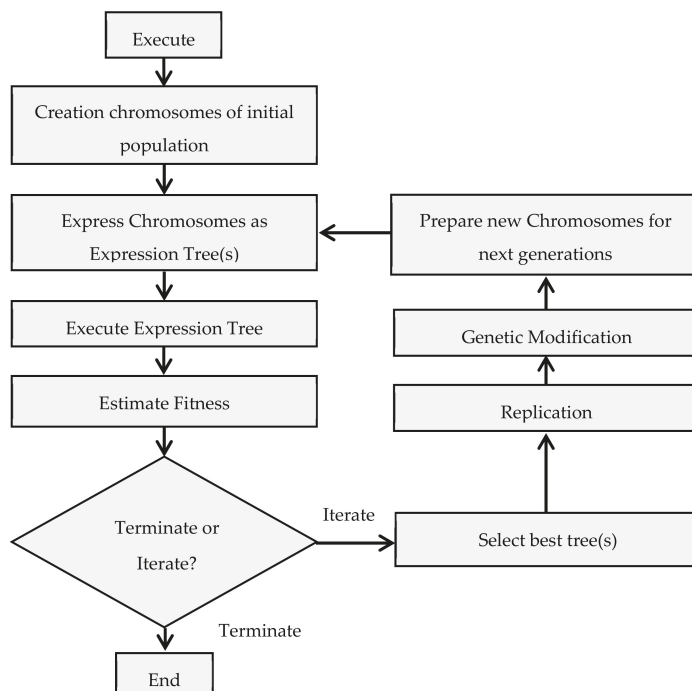 Execute
Creation chromosomes of initial
population
Express Chromosomes as
Expression Tree(s)
Execute Expression Tree
Estimate Fitness
Terminate or
Iterate?
Iterate
Terminate
End
Select best tree(s)
Replication
Genetic Modification
Prepare new Chromosomes for
next generations